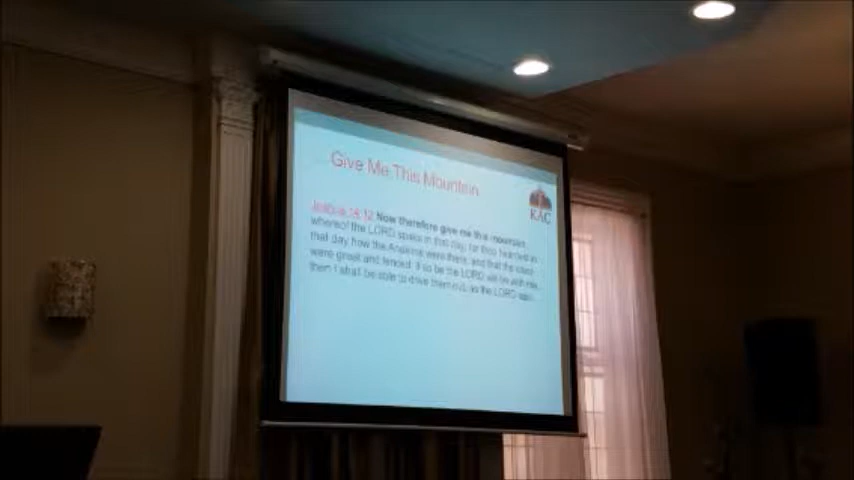 Give Me This Mountain
KAC
Joshua 14:12 Now therefore give me this mountain,
whereof the LORD spake in that day; for thou heardest in
that day how the Anakims were there, and that the cities
were great and fenced: if so be the LORD will be with me,
then I shall be able to drive them out, as the LORD said.